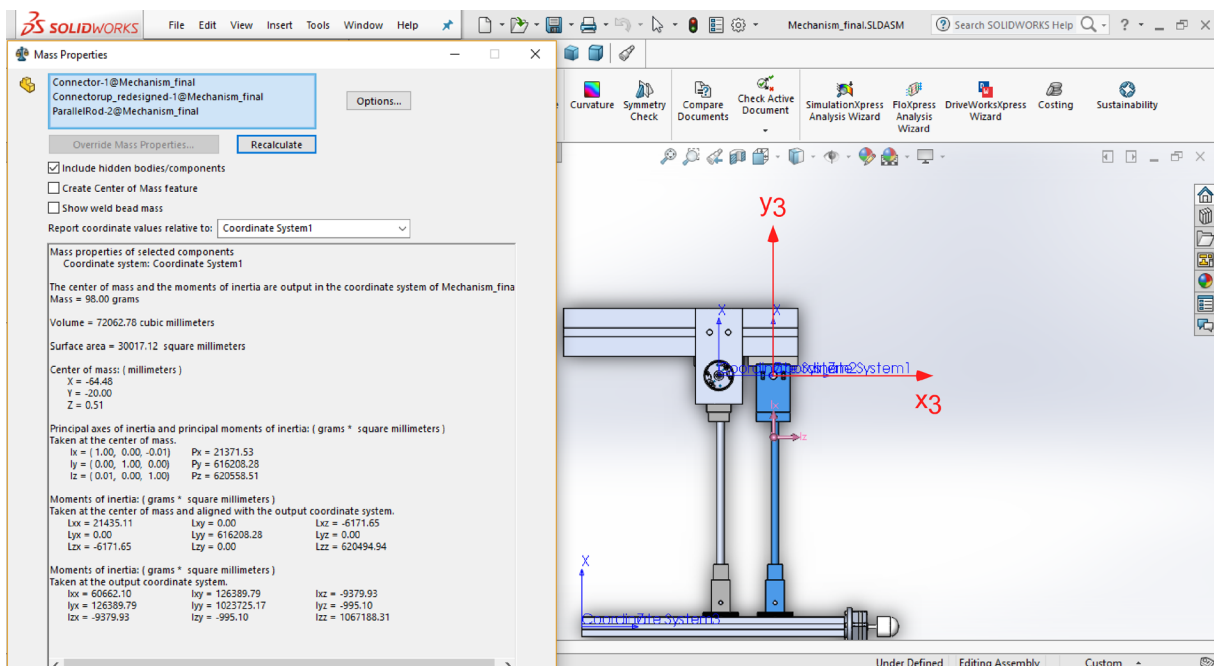 SOLIDWORKS File Edit View Insert Tools Window Help Mechanism_final.SLDASM Search SOLIDWORKS Help ?
Mass Properties
Connector-1@Mechanism_final
Connectorup_redesigned-1@Mechanism_final
ParallelRod-2@Mechanism_final
Options...
Override Mass Properties...
Recalculate
Include hidden bodies/components
Create Center of Mass feature
Show weld bead mass
Report coordinate values relative to: Coordinate System1
Mass properties of selected components
Coordinate system: Coordinate System1
The center of mass and the moments of inertia are output in the coordinate system of Mechanism_fina
Mass = 98.00 grams
Volume = 72062.78 cubic millimeters
Surface area = 30017.12 square millimeters
Center of mass: ( millimeters )
X = -64.48
Y = -20.00
Z = 0.51
Principal axes of inertia and principal moments of inertia: ( grams * square millimeters )
Taken at the center of mass.
Ix = ( 1.00, 0.00, -0.01) Px = 21371.53
Iy = ( 0.00, 1.00, 0.00) Py = 616208.28
Iz = ( 0.01, 0.00, 1.00) Pz = 620558.51
Moments of inertia: ( grams * square millimeters )
Taken at the center of mass and aligned with the output coordinate system.
Lxx = 21435.11 Lxy = 0.00 Lxz = -6171.65
Lyx = 0.00 Lyy = 616208.28 Lyz = 0.00
Lzx = -6171.65 Lzy = 0.00 Lzz = 620494.94
Moments of inertia: ( grams * square millimeters )
Taken at the output coordinate system.
Ixx = 60662.10 Ixy = 126389.79 Ixz = -9379.93
Iyx = 126389.79 Iyy = 1023725.17 Iyz = -995.10
Izx = -9379.93 Izy = -995.10 Izz = 1067188.31
Curvature
Symmetry
Check
Compare
Documents
Check Active
Document
SimulationXpress
Analysis Wizard
FloXpress
Analysis
Wizard
DriveWorksXpress
Wizard
Costing
Sustainability
y3
X
X
System1
x3
Ix
Iz
X
Coordinate System3
Under Defined Editing Assembly Custom